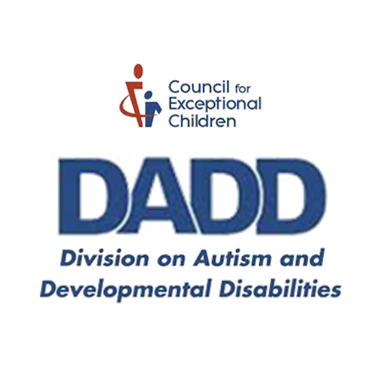 Council for
Exceptional
Children
DADD
Division on Autism and
Developmental Disabilities